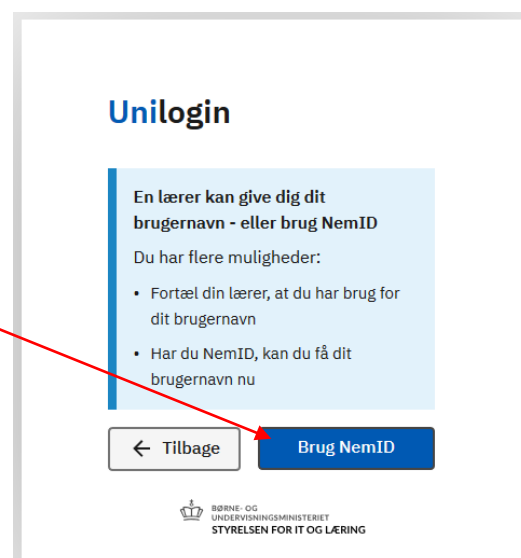 Unilogin
En lærer kan give dig dit
brugernavn - eller brug NemID
Du har flere muligheder:
• Fortæl din lærer, at du har brug for
dit brugernavn
• Har du NemID, kan du få dit
brugernavn nu
← Tilbage
Brug NemID
BØRNE- OG
UNDERVISNINGSMINISTERIET
STYRELSEN FOR IT OG LÆRING